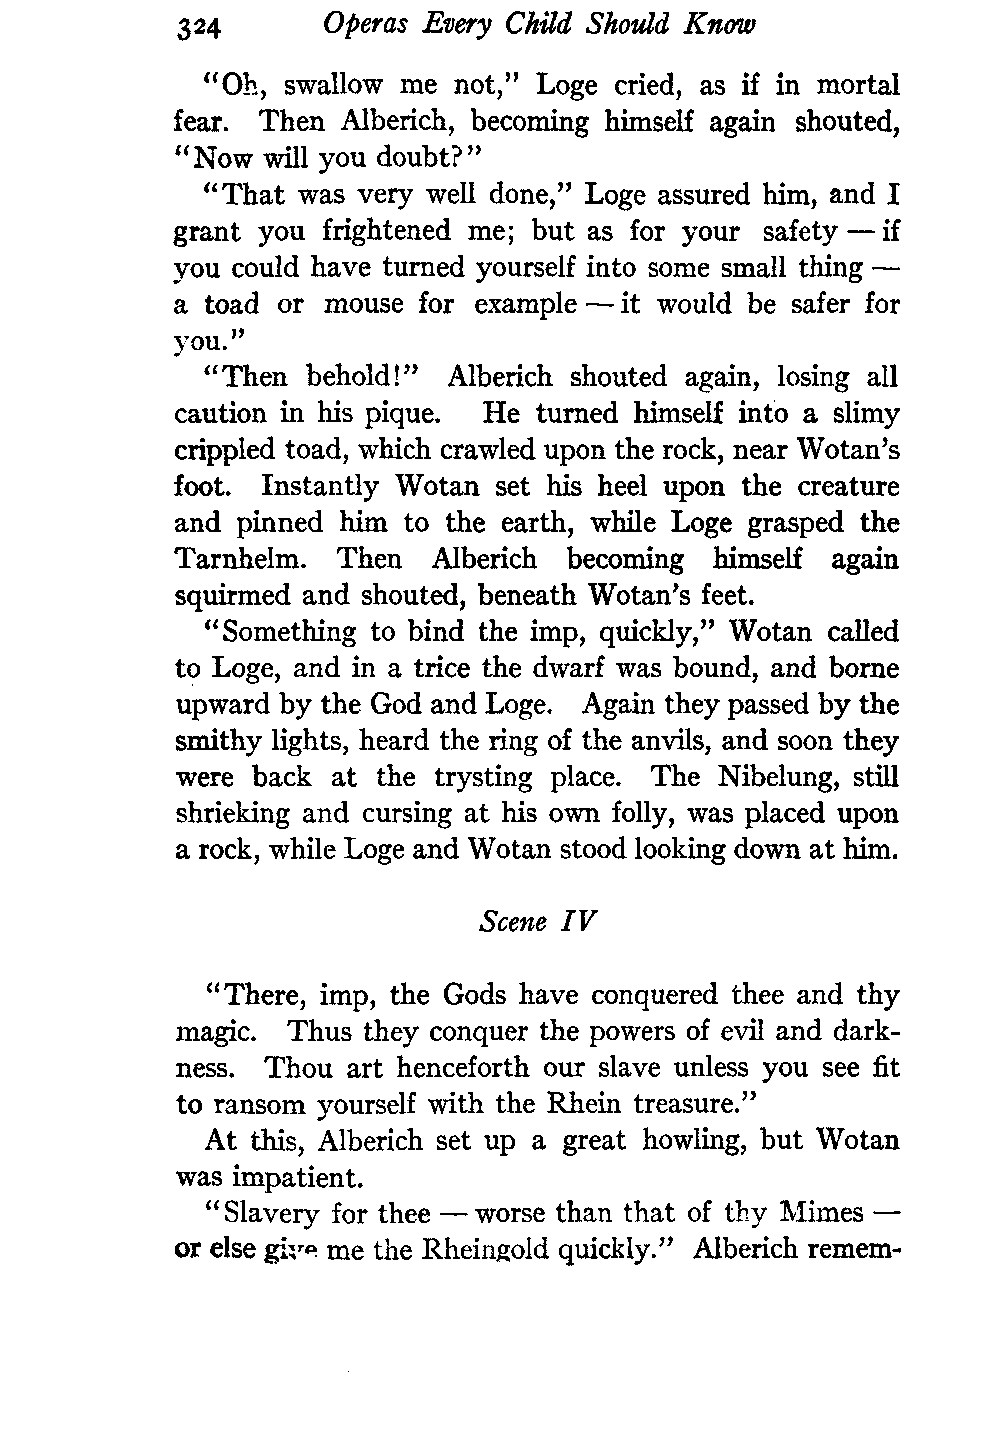 324 Operas Every Child Should Know
"Oh, swallow me not," Loge cried, as if in mortal
fear. Then Alberich, becoming himself again shouted,
"Now will you doubt?"
"That was very well done," Loge assured him, and I
grant you frightened me; but as for your safety — if
you could have turned yourself into some small thing —
a toad or mouse for example — it would be safer for
you."
"Then behold!" Alberich shouted again, losing all
caution in his pique. He turned himself into a slimy
crippled toad, which crawled upon the rock, near Wotan's
foot. Instantly Wotan set his heel upon the creature
and pinned him to the earth, while Loge grasped the
Tarnhelm. Then Alberich becoming himself again
squirmed and shouted, beneath Wotan's feet.
"Something to bind the imp, quickly," Wotan called
to Loge, and in a trice the dwarf was bound, and borne
upward by the God and Loge. Again they passed by the
smithy lights, heard the ring of the anvils, and soon they
were back at the trysting place. The Nibelung, still
shrieking and cursing at his own folly, was placed upon
a rock, while Loge and Wotan stood looking down at him.
Scene IV
"There, imp, the Gods have conquered thee and thy
magic. Thus they conquer the powers of evil and dark-
ness. Thou art henceforth our slave unless you see fit
to ransom yourself with the Rhein treasure."
At this, Alberich set up a great howling, but Wotan
was impatient.
"Slavery for thee — worse than that of thy Mimes —
or else give me the Rheingold quickly." Alberich remem-